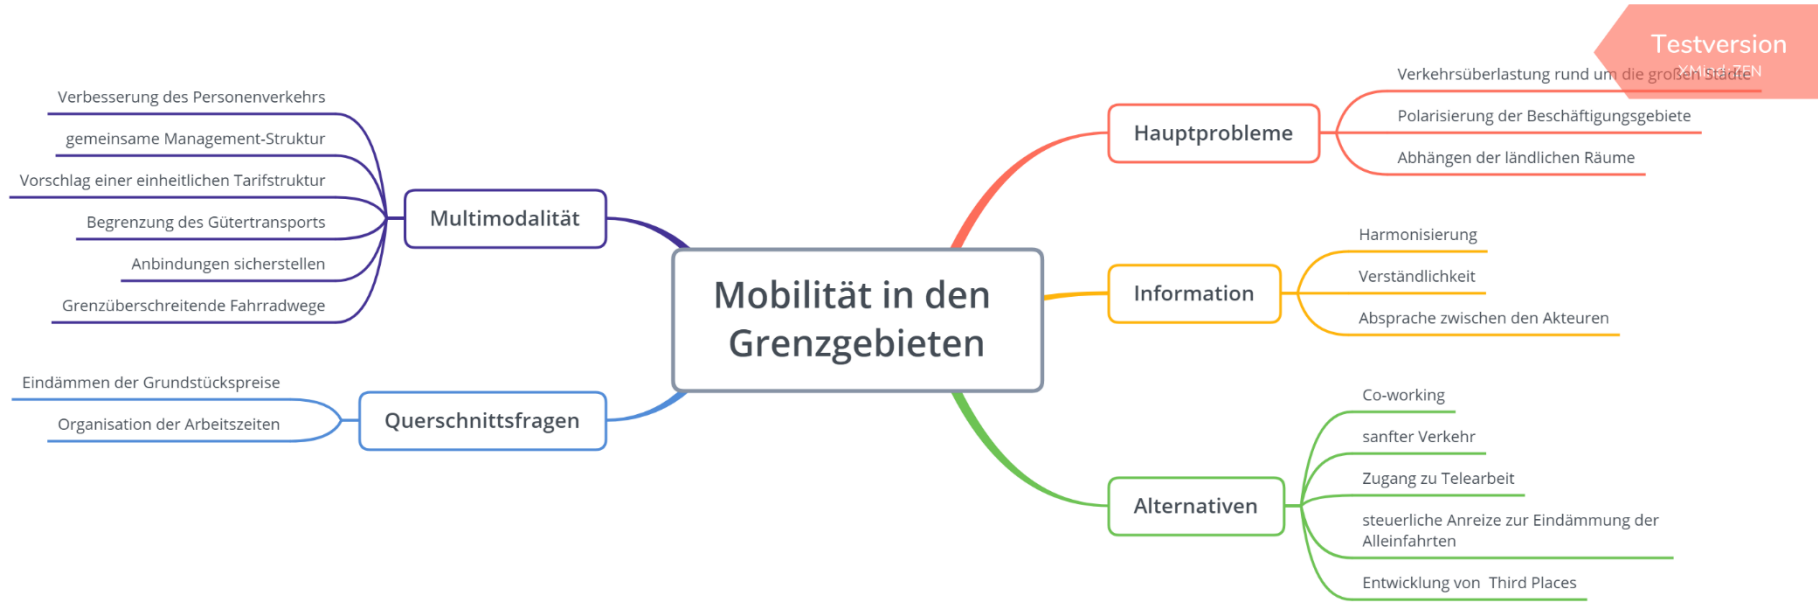 Testversion
XMind: ZEN
Mobilität in den
Grenzgebieten
Hauptprobleme
Verkehrsüberlastung rund um die großen Städte
Polarisierung der Beschäftigungsgebiete
Abhängen der ländlichen Räume
Information
Harmonisierung
Verständlichkeit
Absprache zwischen den Akteuren
Alternativen
Co-working
sanfter Verkehr
Zugang zu Telearbeit
steuerliche Anreize zur Eindämmung der
Alleinfahrten
Entwicklung von  Third Places
Multimodalität
Verbesserung des Personenverkehrs
gemeinsame Management-Struktur
Vorschlag einer einheitlichen Tarifstruktur
Begrenzung des Gütertransports
Anbindungen sicherstellen
Grenzüberschreitende Fahrradwege
Querschnittsfragen
Eindämmen der Grundstückspreise
Organisation der Arbeitszeiten